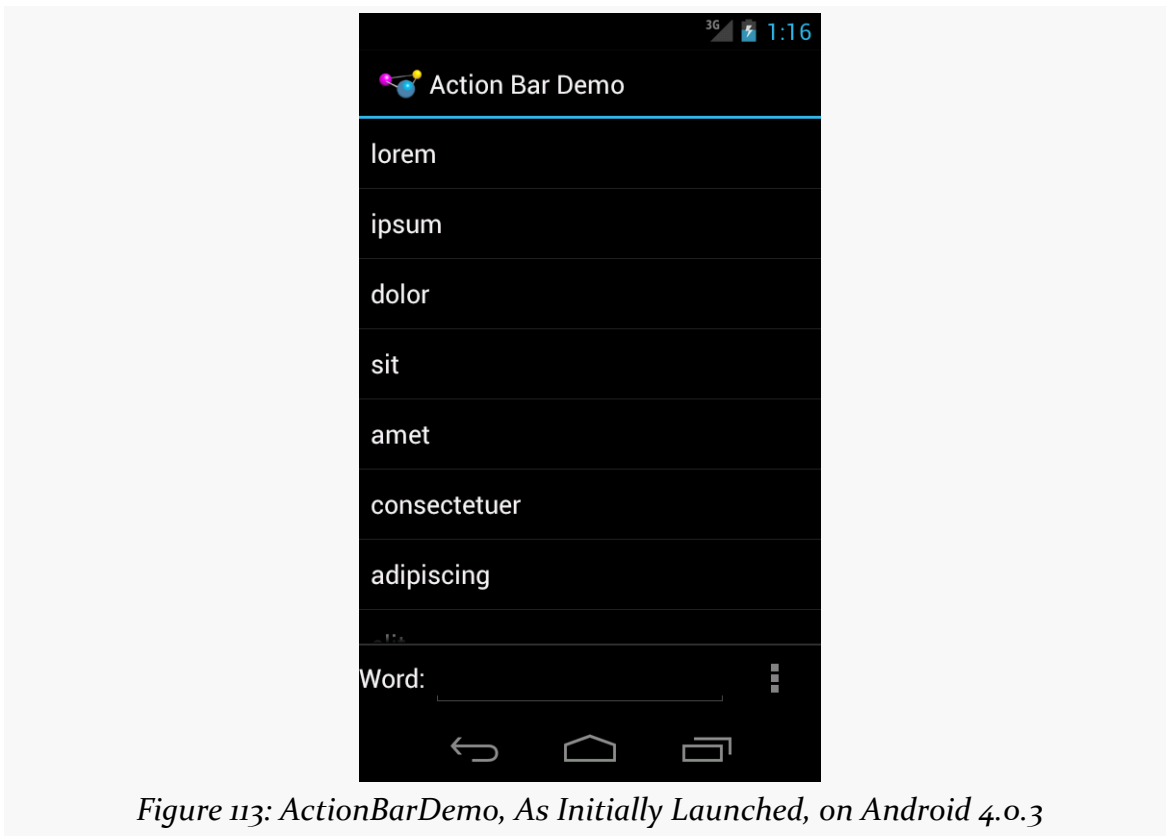 3G 1:16
Action Bar Demo
lorem
ipsum
dolor
sit
amet
consectetuer
adipiscing
Word:
Figure 113: ActionBarDemo, As Initially Launched, on Android 4.0.3